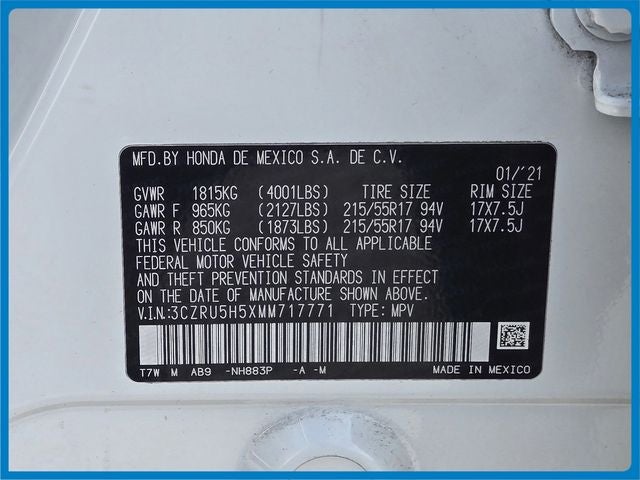 MFD.BY HONDA DE MEXICO S.A. DE C.V.
01/'21
GVWR 1815KG (4001LBS) TIRE SIZE RIM SIZE
GAWR F 965KG (2127LBS) 215/55R17 94V 17X7.5J
GAWR R 850KG (1873LBS) 215/55R17 94V 17X7.5J
THIS VEHICLE CONFORMS TO ALL APPLICABLE
FEDERAL MOTOR VEHICLE SAFETY
AND THEFT PREVENTION STANDARDS IN EFFECT
ON THE DATE OF MANUFACTURE SHOWN ABOVE.
V.I.N:3CZRU5H5XMM717771 TYPE: MPV
T7W M AB9 -NH883P -A -M MADE IN MEXICO